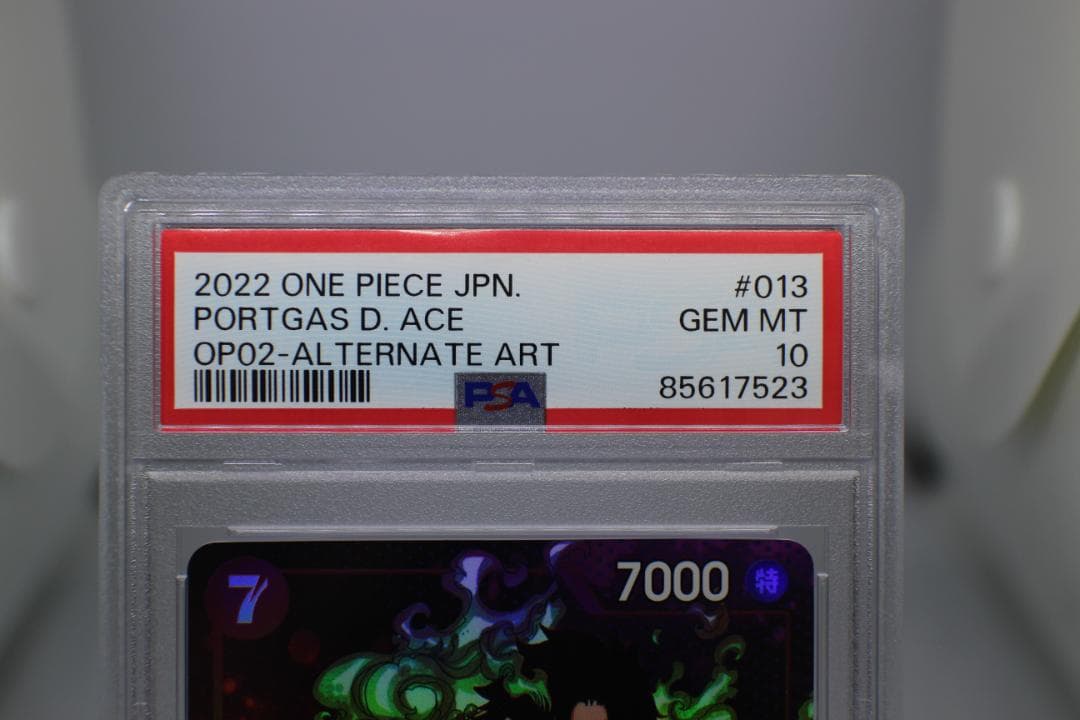 2022 ONE PIECE JPN. #013
PORTGAS D. ACE GEM MT
OP02-ALTERNATE ART 10
PSA 85617523
7 7000 特